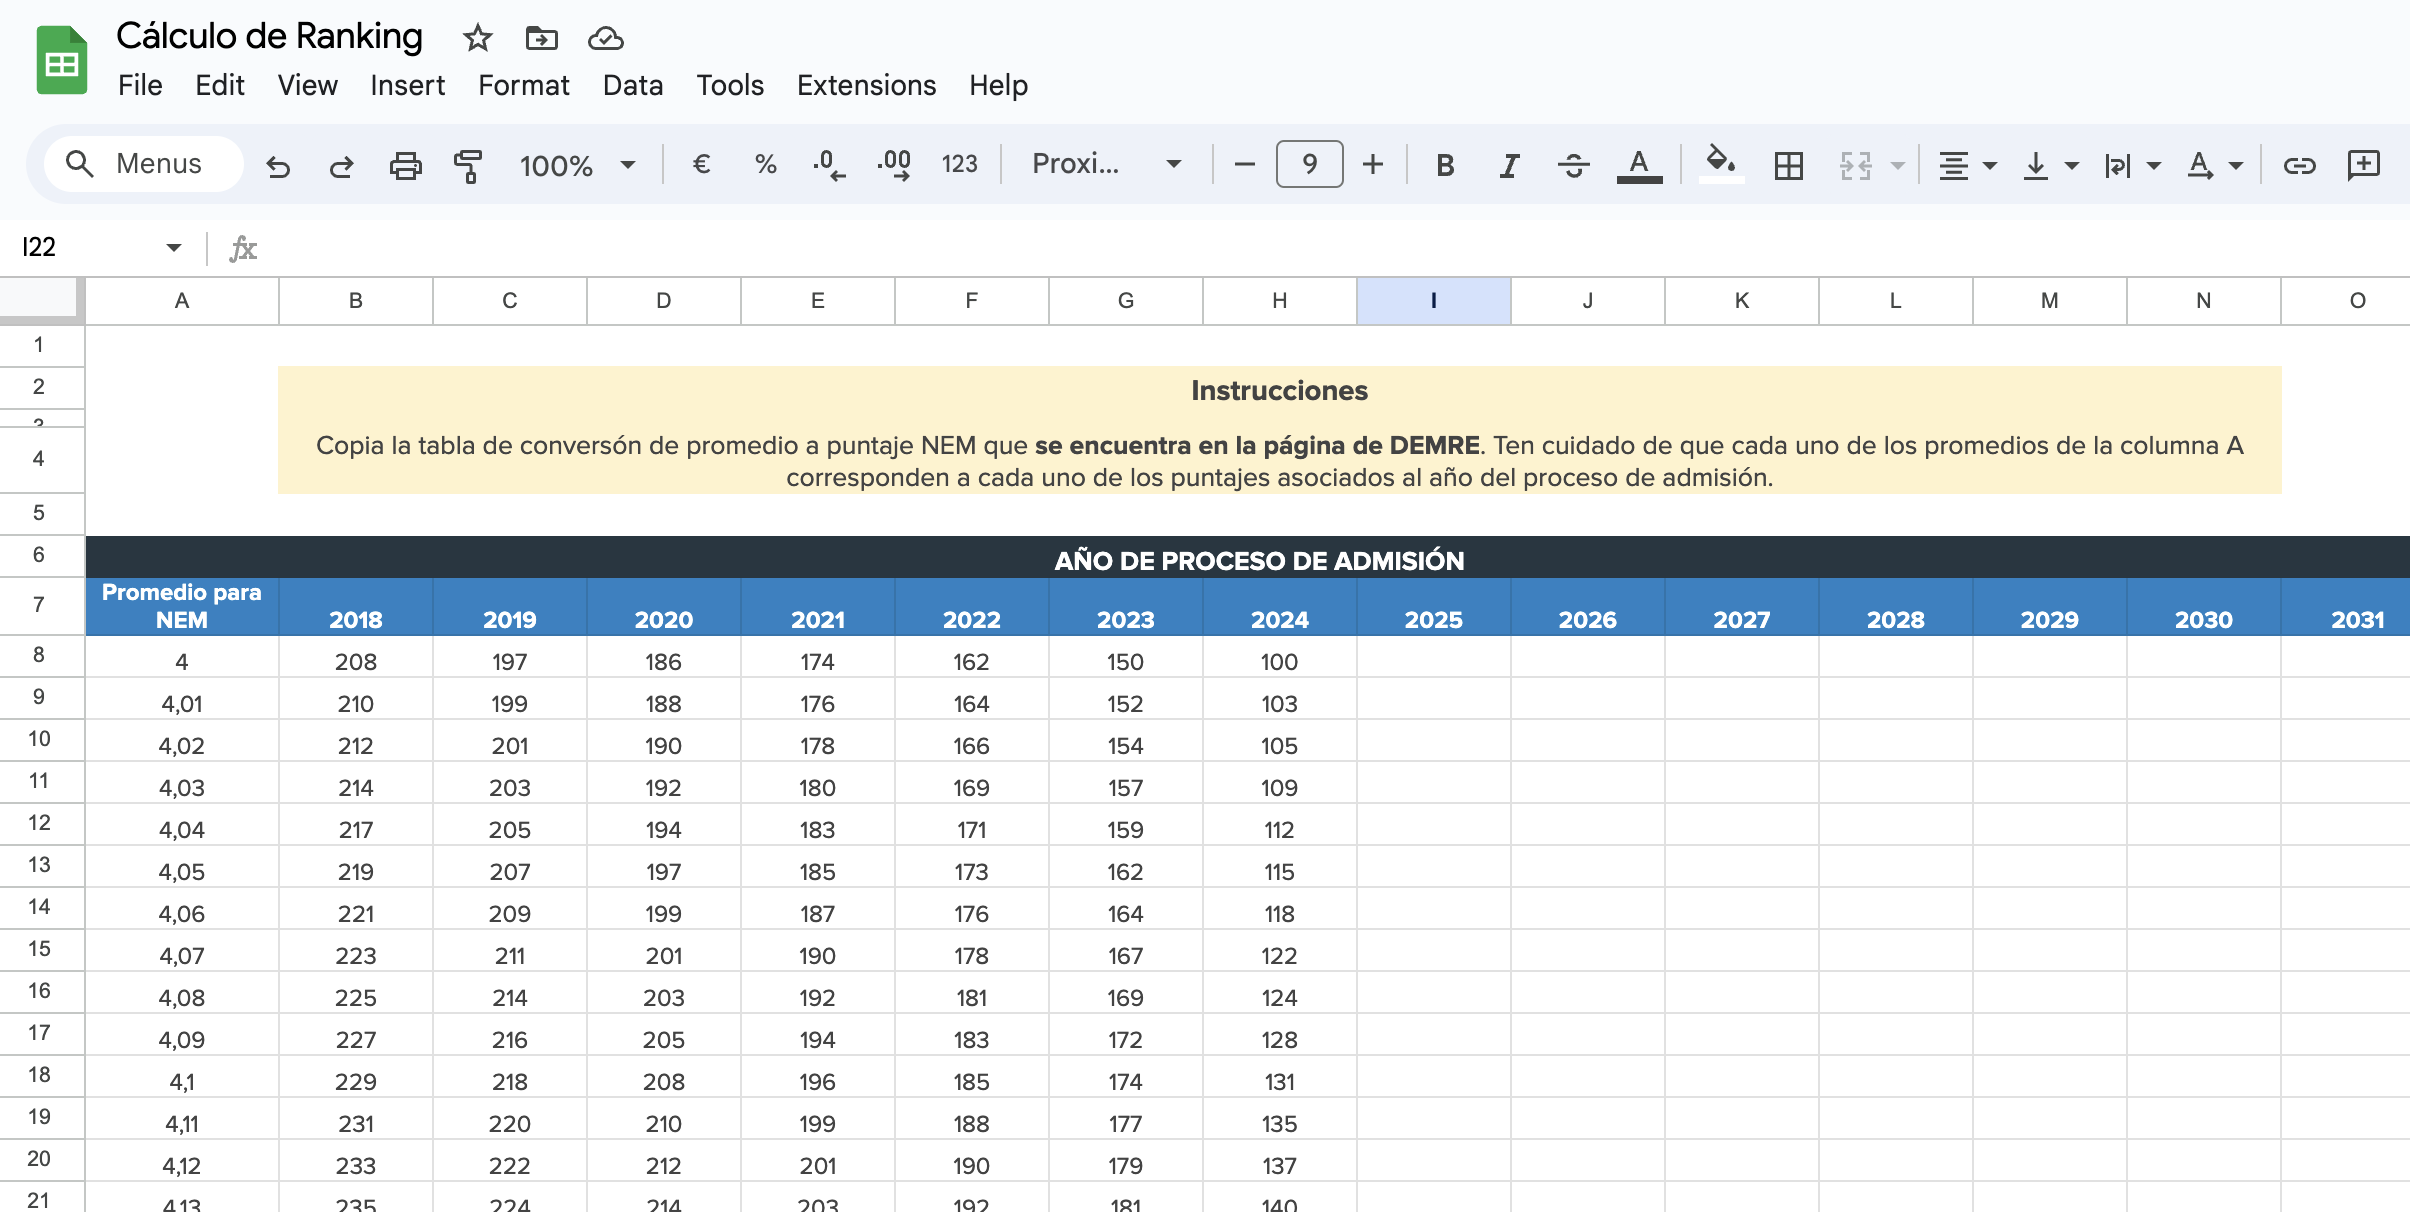 Cálculo de Ranking
File Edit View Insert Format Data Tools Extensions Help
Menus 100% € % .0 .00 123 Proxi... 9 B I A A
I22 fx
A B C D E F G H I J K L M N O
1
2 Instrucciones
3
4 Copia la tabla de conversón de promedio a puntaje NEM que se encuentra en la página de DEMRE. Ten cuidado de que cada uno de los promedios de la columna A
corresponden a cada uno de los puntajes asociados al año del proceso de admisión.
5
6 AÑO DE PROCESO DE ADMISIÓN
7 Promedio para
NEM 2018 2019 2020 2021 2022 2023 2024 2025 2026 2027 2028 2029 2030 2031
8 4 208 197 186 174 162 150 100
9 4,01 210 199 188 176 164 152 103
10 4,02 212 201 190 178 166 154 105
11 4,03 214 203 192 180 169 157 109
12 4,04 217 205 194 183 171 159 112
13 4,05 219 207 197 185 173 162 115
14 4,06 221 209 199 187 176 164 118
15 4,07 223 211 201 190 178 167 122
16 4,08 225 214 203 192 181 169 124
17 4,09 227 216 205 194 183 172 128
18 4,1 229 218 208 196 185 174 131
19 4,11 231 220 210 199 188 177 135
20 4,12 233 222 212 201 190 179 137
21 4,13 235 224 214 203 192 181 140